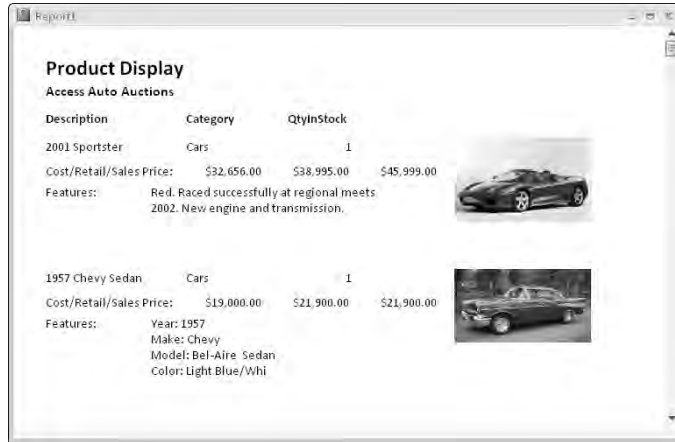 Report1
Product Display
Access Auto Auctions
Description Category QtyInStock
2001 Sportster Cars 1
Cost/Retail/Sales Price: $32,656.00 $38,995.00 $45,999.00
Features: Red. Raced successfully at regional meets
2002. New engine and transmission.
1957 Chevy Sedan Cars 1
Cost/Retail/Sales Price: $19,000.00 $21,900.00 $21,900.00
Features: Year: 1957
Make: Chevy
Model: Bel-Aire Sedan
Color: Light Blue/Whi